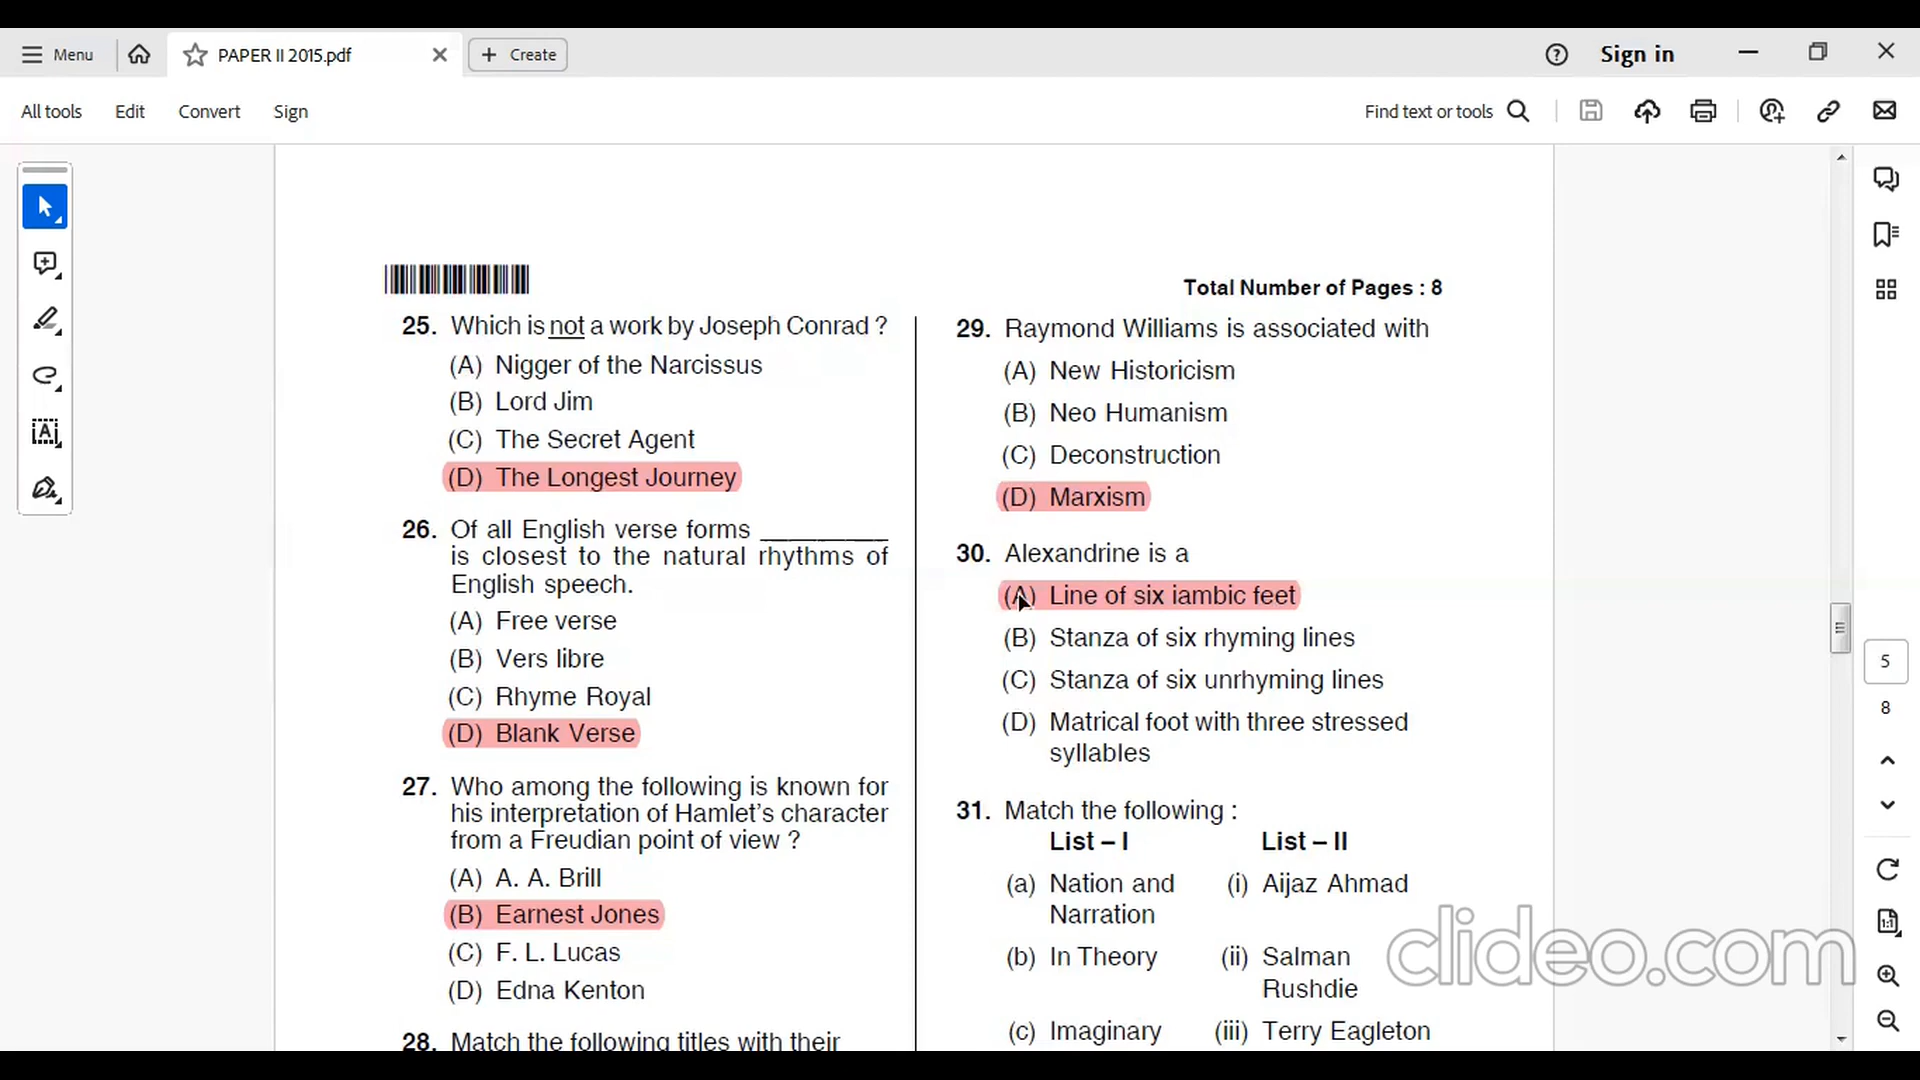 Menu
PAPER II 2015.pdf
Create
Sign in
All tools
Edit
Convert
Sign
Find text or tools
Total Number of Pages : 8
25. Which is not a work by Joseph Conrad ?
(A) Nigger of the Narcissus
(B) Lord Jim
(C) The Secret Agent
(D) The Longest Journey
26. Of all English verse forms __________
is closest to the natural rhythms of
English speech.
(A) Free verse
(B) Vers libre
(C) Rhyme Royal
(D) Blank Verse
27. Who among the following is known for
his interpretation of Hamlet's character
from a Freudian point of view ?
(A) A. A. Brill
(B) Earnest Jones
(C) F. L. Lucas
(D) Edna Kenton
28. Match the following titles with their
29. Raymond Williams is associated with
(A) New Historicism
(B) Neo Humanism
(C) Deconstruction
(D) Marxism
30. Alexandrine is a
(A) Line of six iambic feet
(B) Stanza of six rhyming lines
(C) Stanza of six unrhyming lines
(D) Matrical foot with three stressed
syllables
31. Match the following :
List – I List – II
(a) Nation and (i) Aijaz Ahmad
Narration
(b) In Theory (ii) Salman
Rushdie
(c) Imaginary (iii) Terry Eagleton
5
8
1:1
clideo.com